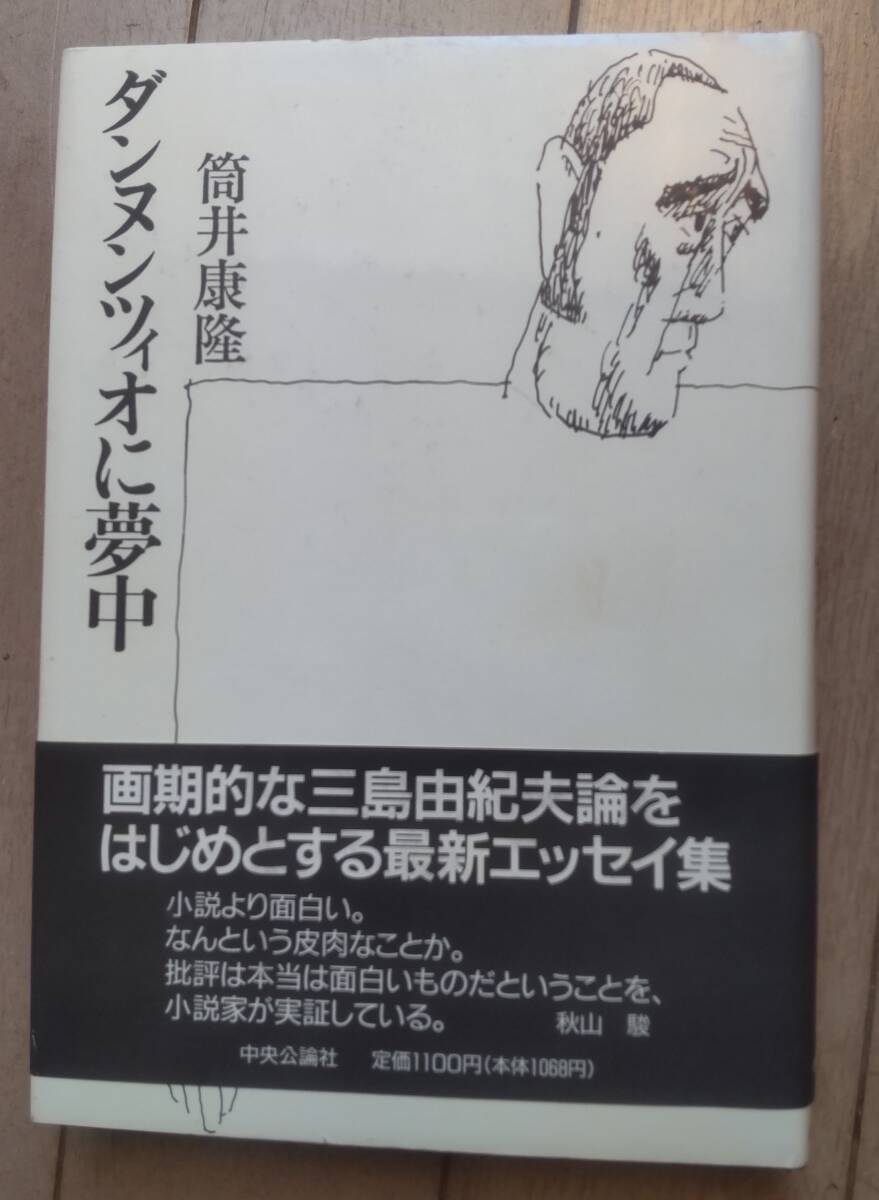 ダンヌンツィオに夢中
筒井康隆
画期的な三島由紀夫論を
はじめとする最新エッセイ集
小説より面白い。
なんという皮肉なことか。
批評は本当は面白いものだということを、
小説家が実証している。 秋山 駿
中央公論社 定価1100円(本体1068円)